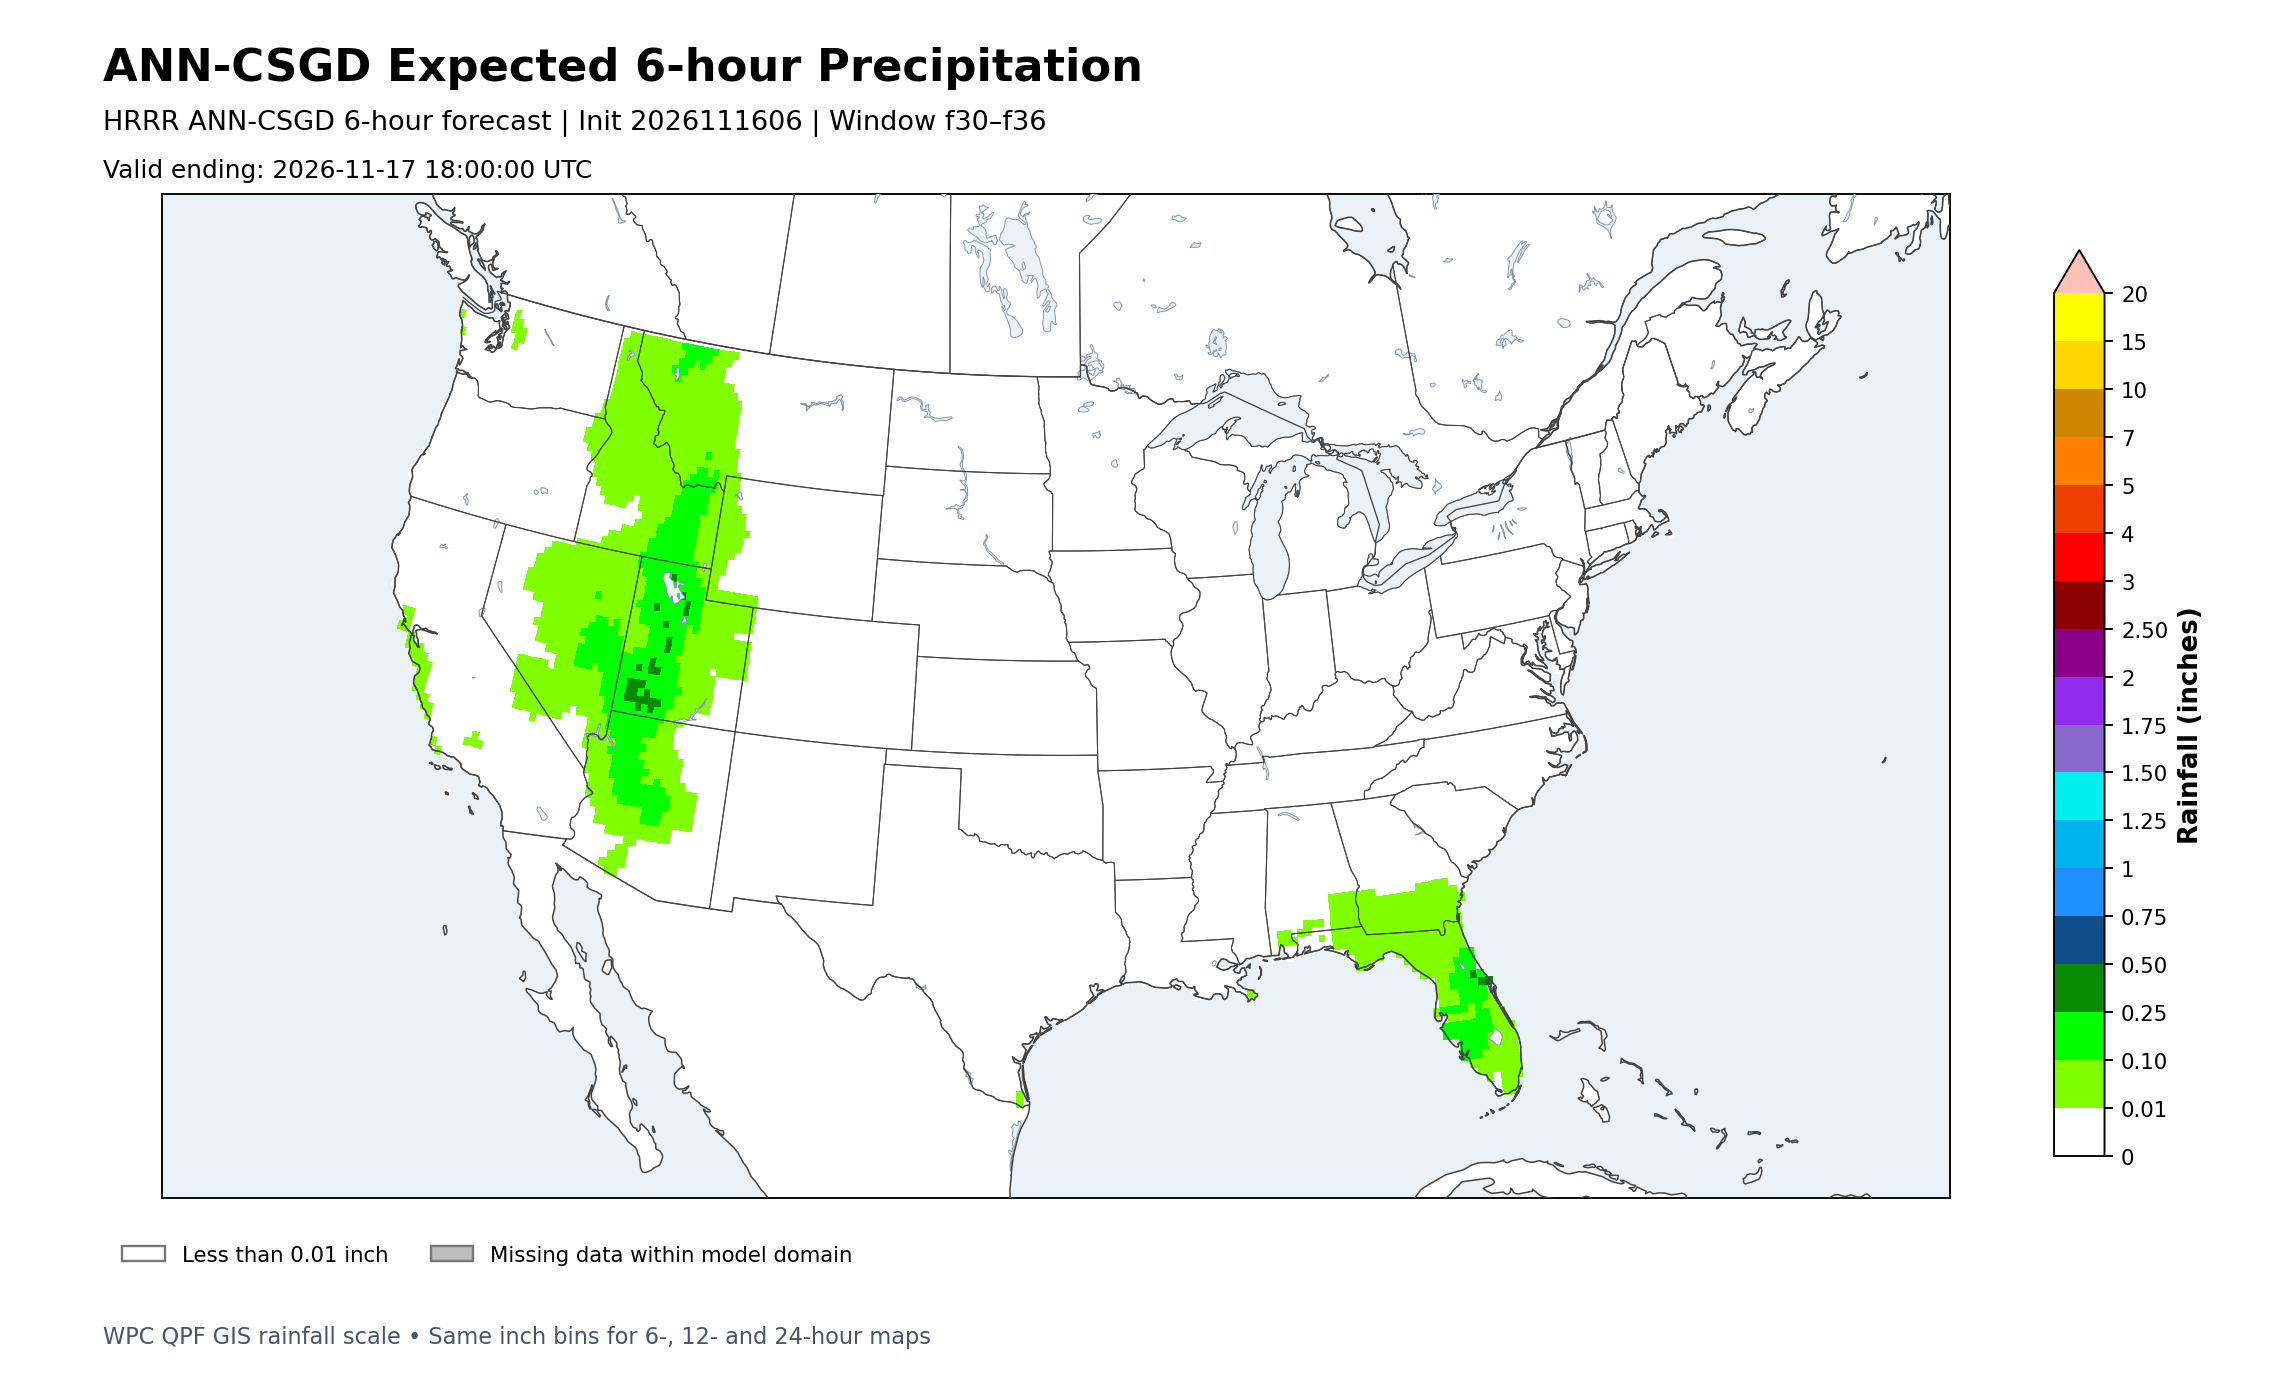 ANN-CSGD Expected 6-hour Precipitation
HRRR ANN-CSGD 6-hour forecast | Init 2026111606 | Window f30–f36
Valid ending: 2026-11-17 18:00:00 UTC
20
15
10
7
5
4
3
2.50
2
1.75
1.50
1.25
1
0.75
0.50
0.25
0.10
0.01
0
Rainfall (inches)
Less than 0.01 inch
Missing data within model domain
WPC QPF GIS rainfall scale • Same inch bins for 6-, 12- and 24-hour maps